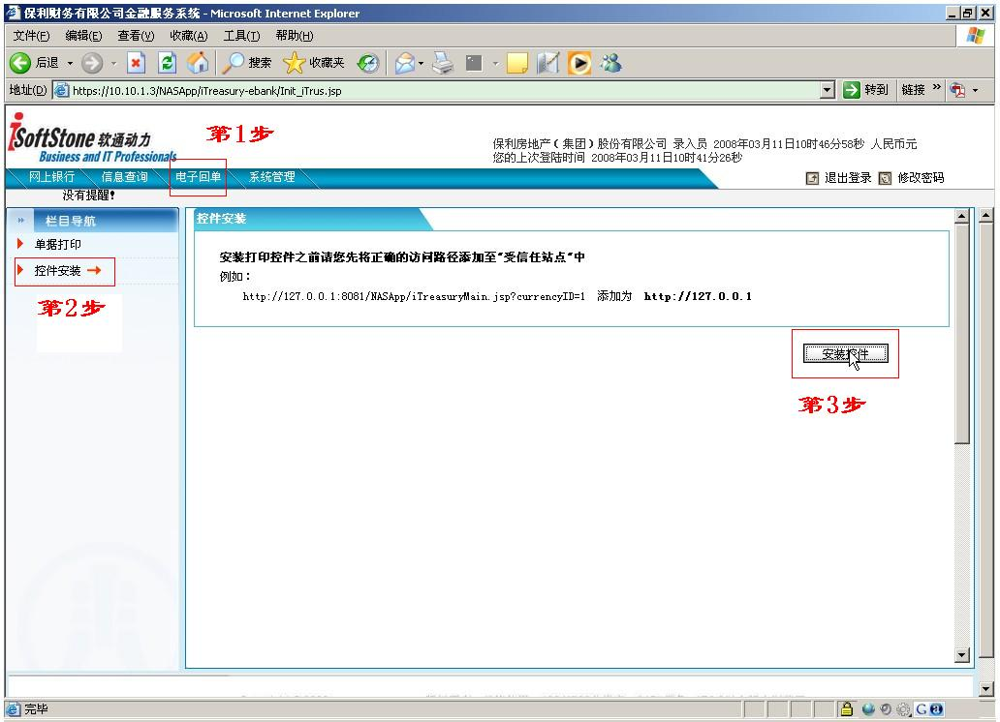 保利财务有限公司金融服务系统 - Microsoft Internet Explorer
文件(F) 编辑(E) 查看(V) 收藏(A) 工具(T) 帮助(H)
后退 搜索 收藏夹
地址(D) https://10.10.1.3/NASApp/iTreasury-ebank/Init_iTrus.jsp 转到 链接 »
iSoftStone 软通动力
Business and IT Professionals
第1步
保利房地产（集团）股份有限公司 录入员 2008年03月11日10时46分58秒 人民币元
您的上次登陆时间 2008年03月11日10时41分26秒
网上银行 信息查询 电子回单 系统管理 退出登录 修改密码
没有提醒!
栏目导航
单据打印
控件安装
第2步
控件安装
安装打印控件之前请您先将正确的访问路径添加至“受信任站点”中
例如：
http://127.0.0.1:8081/NASApp/iTreasuryMain.jsp?currencyID=1 添加为 http://127.0.0.1
安装控件
第3步
完毕